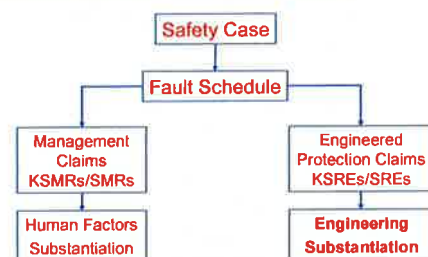 Safety Case
Fault Schedule
Management
Claims
KSMRs/SMRs
Engineered
Protection Claims
KSREs/SREs
Human Factors
Substantiation
Engineering
Substantiation